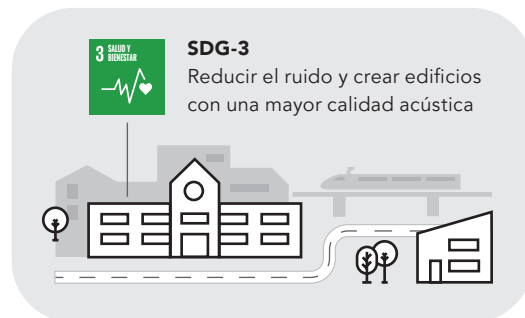 3 SALUD Y
BIENESTAR
SDG-3
Reducir el ruido y crear edificios
con una mayor calidad acústica